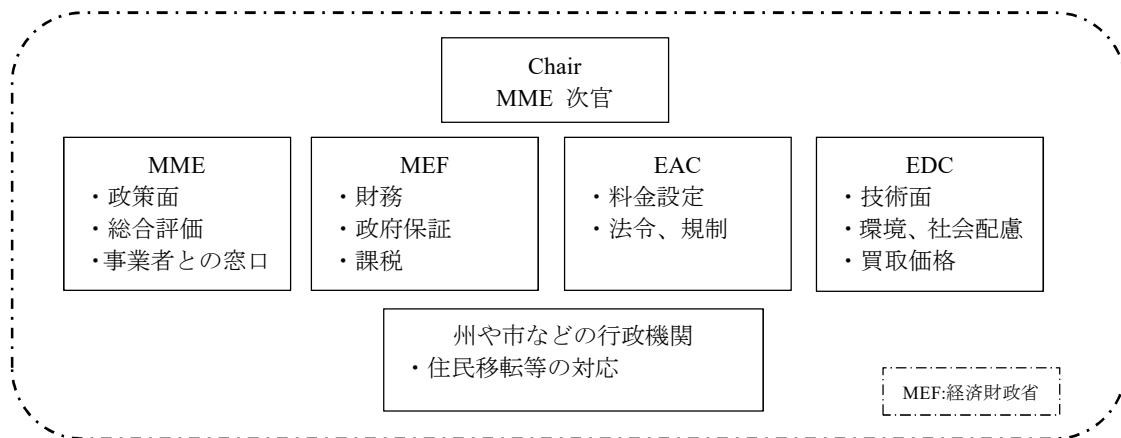 Chair
MME 次官
MME
・政策面
・総合評価
・事業者との窓口
MEF
・財務
・政府保証
・課税
EAC
・料金設定
・法令、規制
EDC
・技術面
・環境、社会配慮
・買取価格
州や市などの行政機関
・住民移転等の対応
MEF:経済財政省